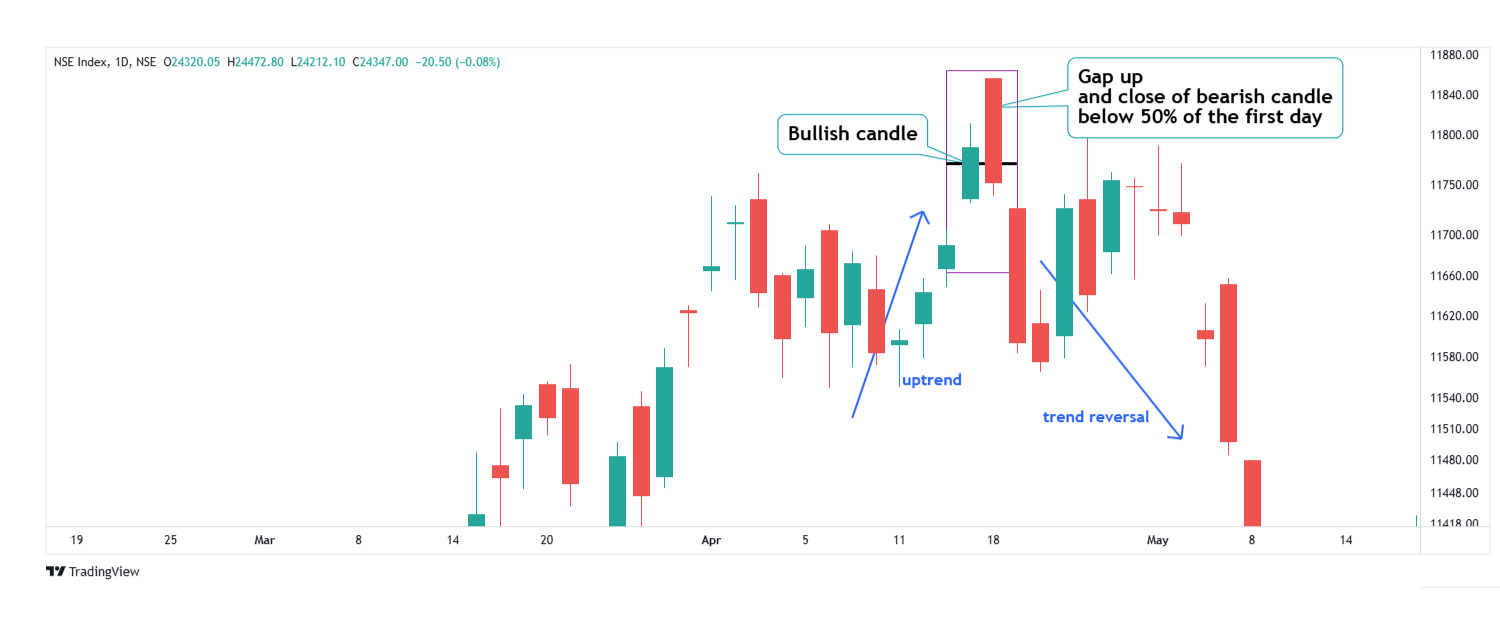 NSE Index, 1D, NSE O24320.05 H24472.80 L24212.10 C24347.00 −20.50 (−0.08%)
Gap up
and close of bearish candle
below 50% of the first day
Bullish candle
uptrend
trend reversal
11880.00
11840.00
11800.00
11750.00
11700.00
11660.00
11620.00
11580.00
11540.00
11510.00
11480.00
11448.00
11418.00
19 25 Mar 8 14 20 Apr 5 11 18 May 8 14
TradingView